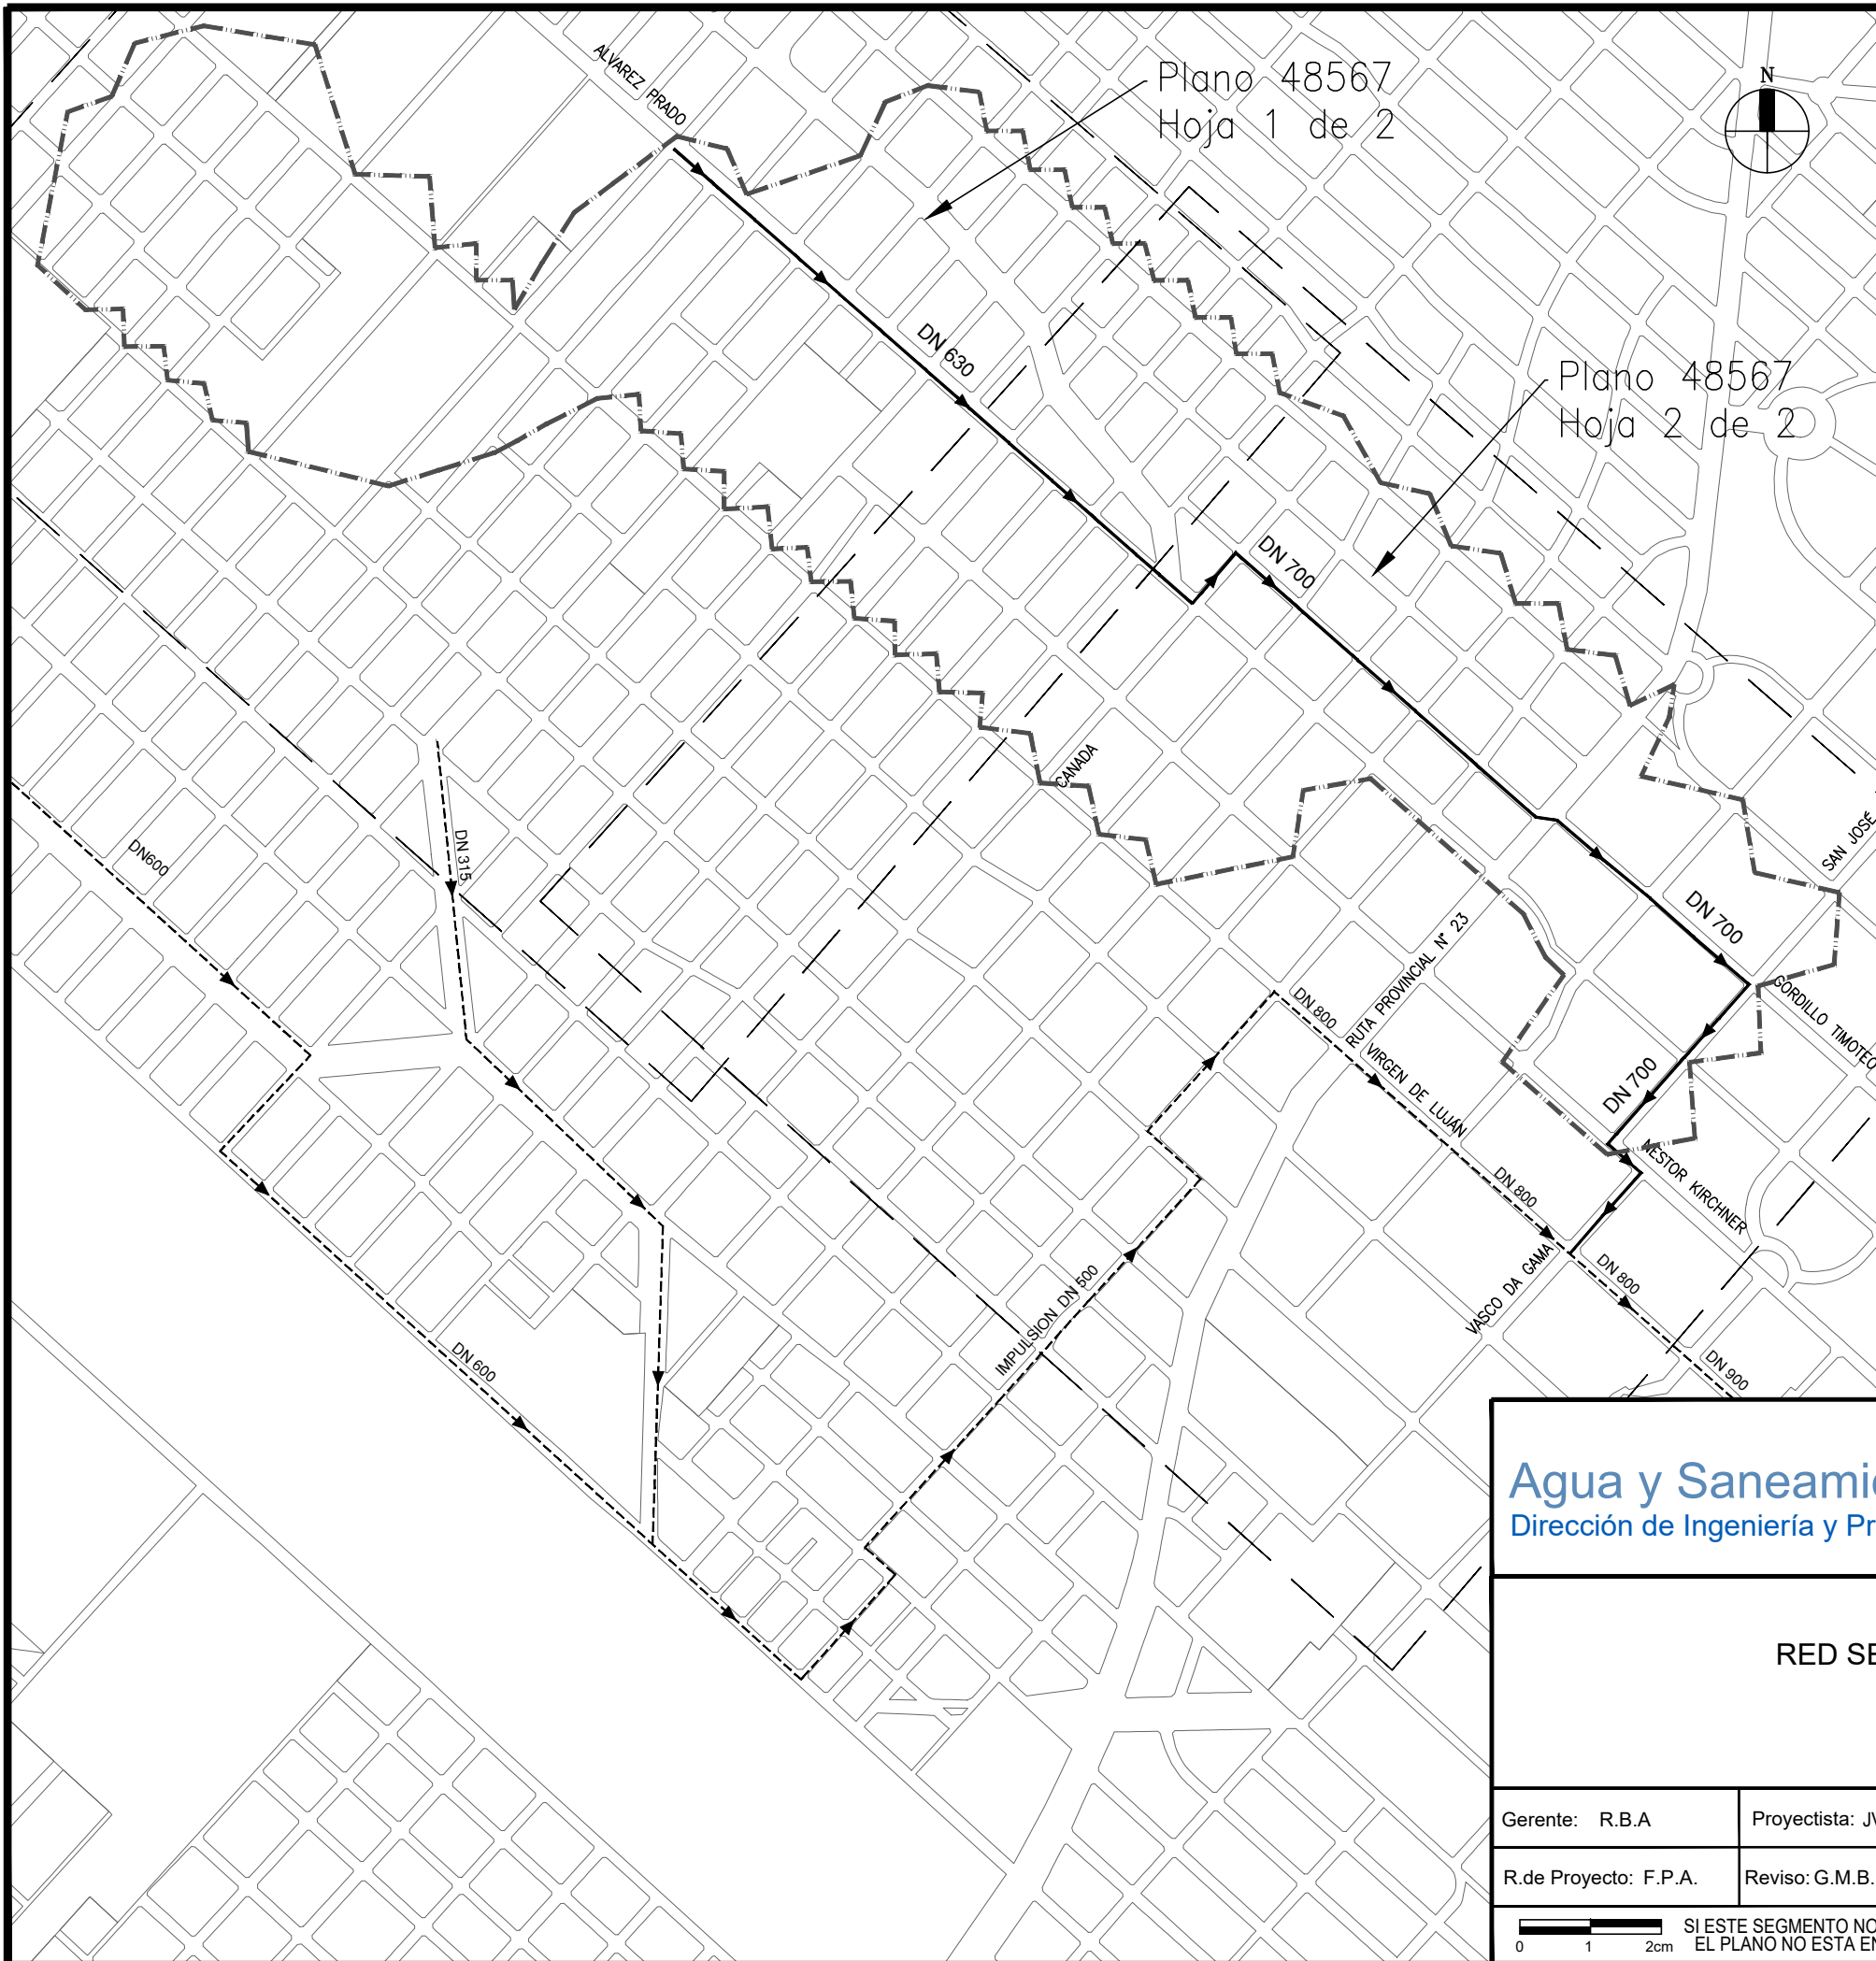 ALVAREZ PRADO
Plano 48567
Hoja 1 de 2
N
DN 630
Plano 48567
Hoja 2 de 2
DN 700
CANADA
SAN JOSÉ
DN600
DN 315
DN 700
RUTA PROVINCIAL N° 23
DN 800
GORDILLO TIMOTEO
VIRGEN DE LUJÁN
DN 700
NESTOR KIRCHNER
DN 800
VASCO DA GAMA
DN 800
IMPULSION DN 500
DN 600
DN 900
Agua y Saneami
Dirección de Ingeniería y Pr
RED SE
Gerente: R.B.A
Proyectista: JV
R.de Proyecto: F.P.A.
Reviso: G.M.B.
SI ESTE SEGMENTO NO
EL PLANO NO ESTA EN
0 1 2cm